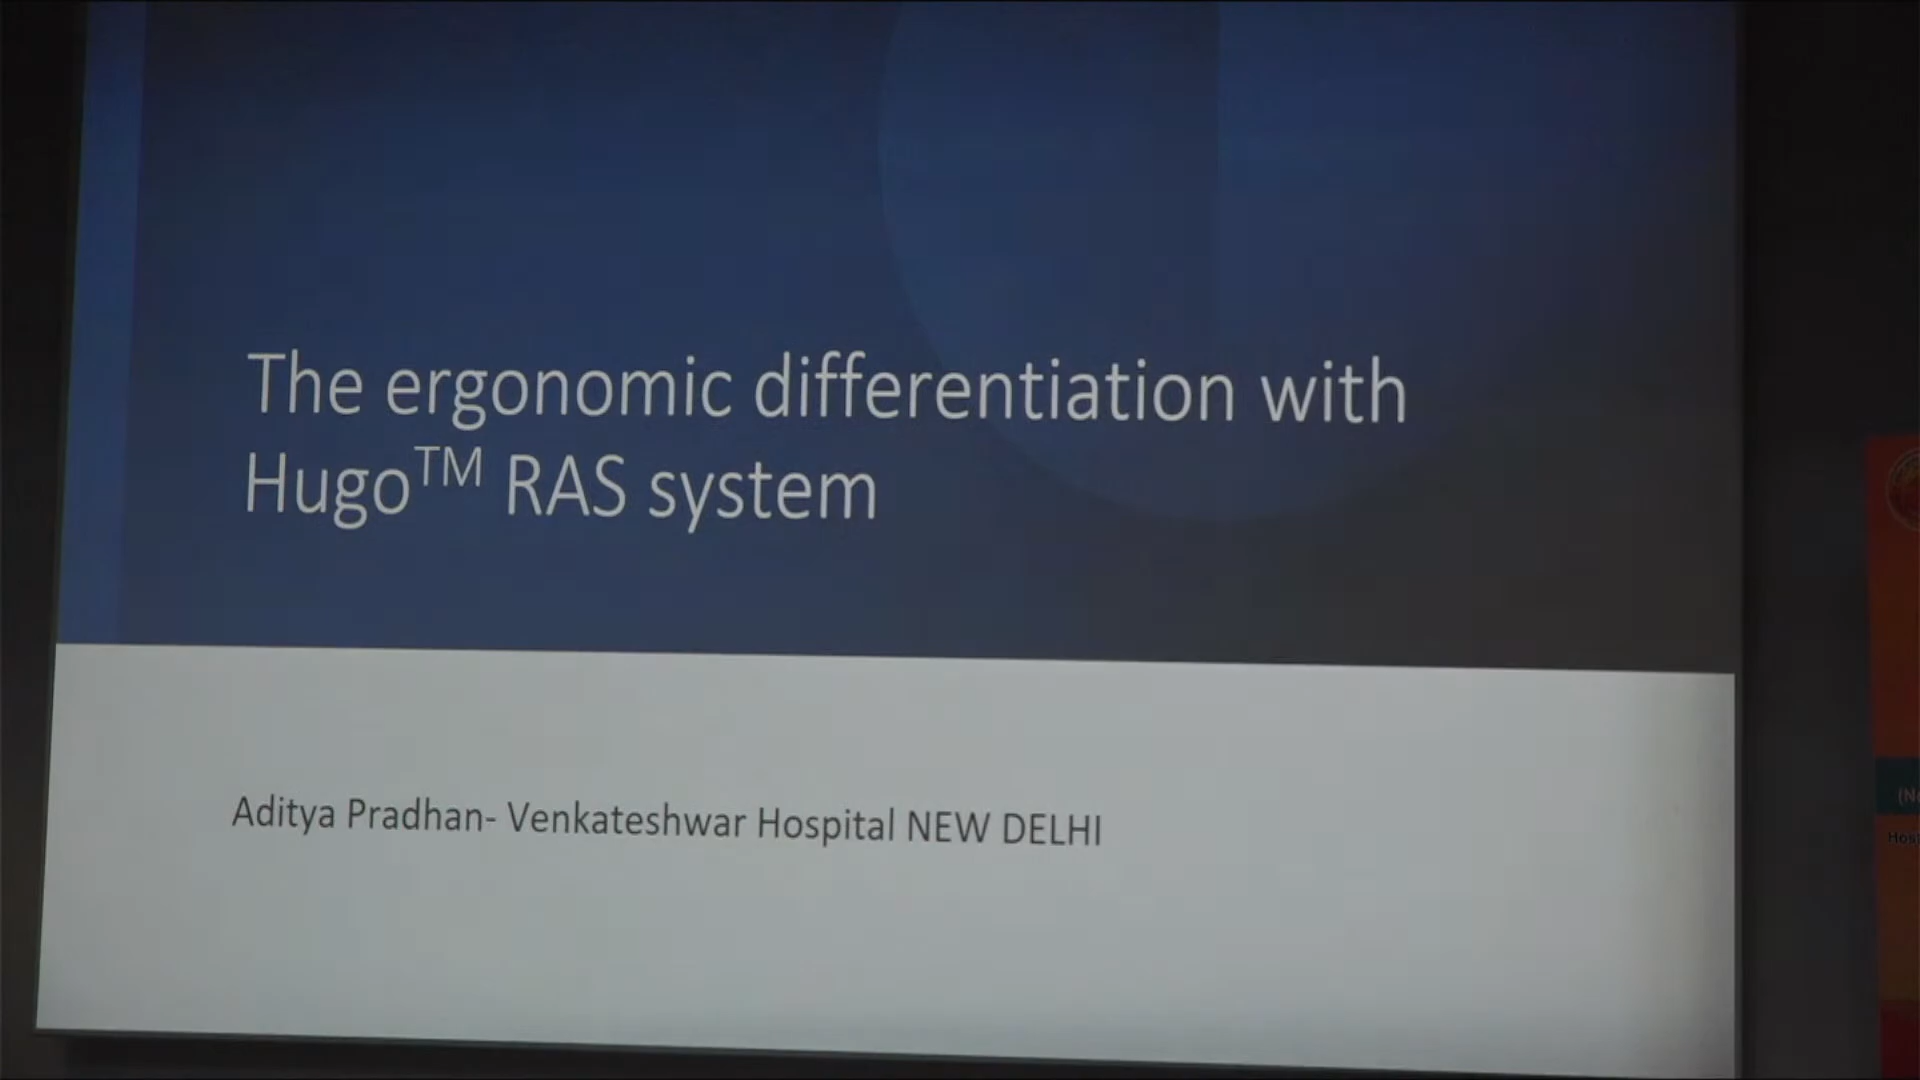 The ergonomic differentiation with
Hugo™ RAS system
Aditya Pradhan- Venkateshwar Hospital NEW DELHI